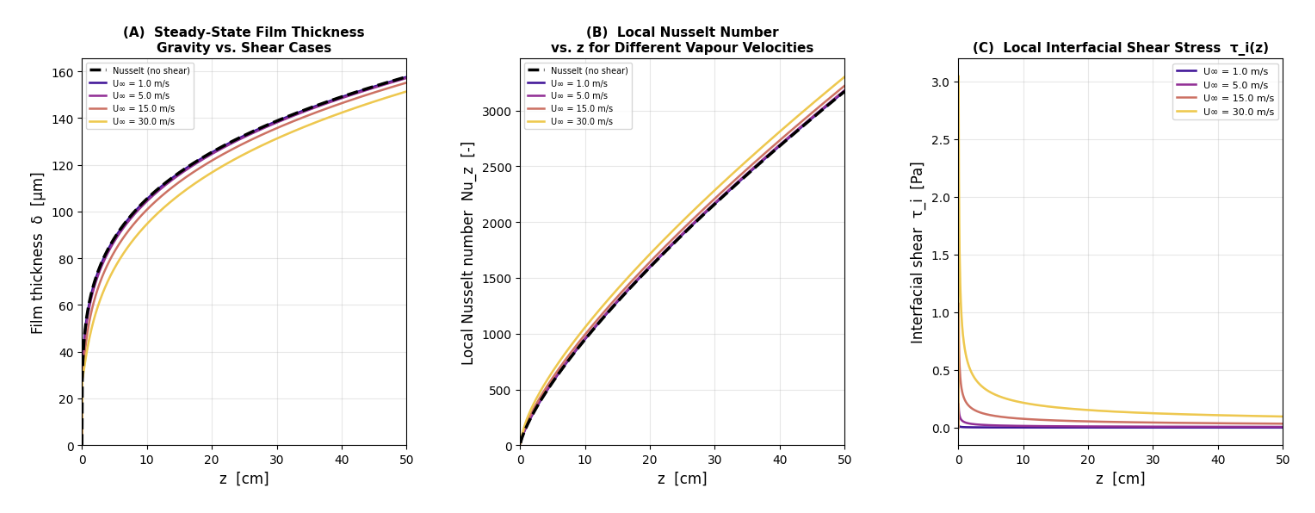 (A)  Steady-State Film Thickness
Gravity vs. Shear Cases
Film thickness  δ  [µm]
160
140
120
100
80
60
40
20
0
0 10 20 30 40 50
z  [cm]
Nusselt (no shear)
U∞ = 1.0 m/s
U∞ = 5.0 m/s
U∞ = 15.0 m/s
U∞ = 30.0 m/s
(B)  Local Nusselt Number
vs. z for Different Vapour Velocities
Local Nusselt number  Nu_z  [-]
3000
2500
2000
1500
1000
500
0
0 10 20 30 40 50
z  [cm]
Nusselt (no shear)
U∞ = 1.0 m/s
U∞ = 5.0 m/s
U∞ = 15.0 m/s
U∞ = 30.0 m/s
(C)  Local Interfacial Shear Stress  τ_i(z)
Interfacial shear  τ_i  [Pa]
3.0
2.5
2.0
1.5
1.0
0.5
0.0
0 10 20 30 40 50
z  [cm]
U∞ = 1.0 m/s
U∞ = 5.0 m/s
U∞ = 15.0 m/s
U∞ = 30.0 m/s